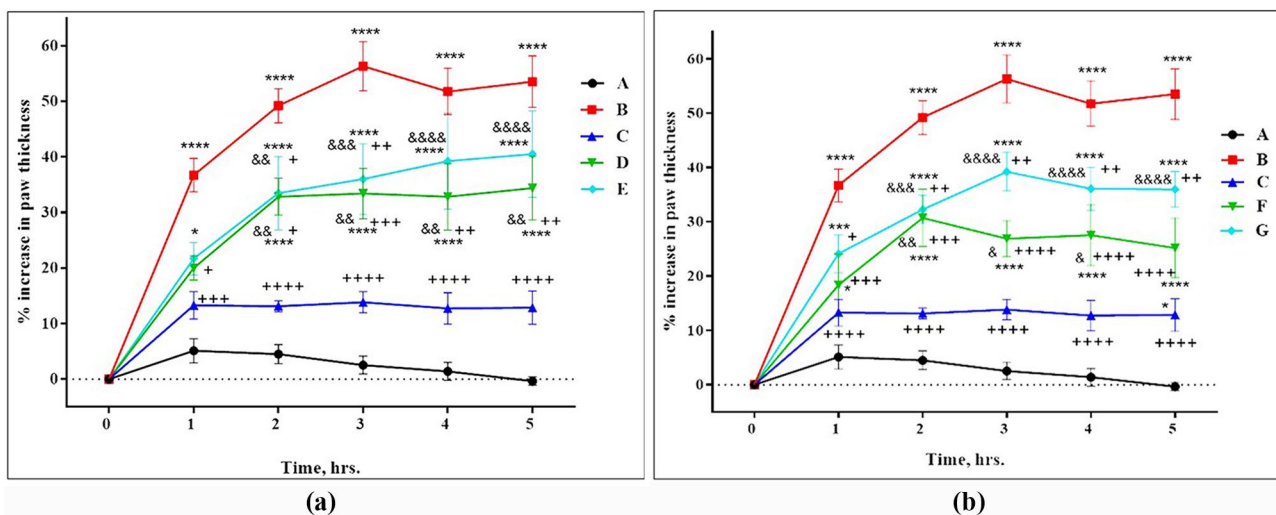 60
50
40
30
20
10
0
% increase in paw thickness
**** **** **** **** ****
&&&& ****
&&&& ****
&&& **** ++
&& **** +
*
+
&& + ****
&& +++ ****
&& ++ ****
&& ++ ****
+++ ++++ ++++ ++++ ++++
0 1 2 3 4 5
Time, hrs.
A
B
C
D
E
(a)
60
50
40
30
20
10
0
% increase in paw thickness
**** **** **** **** ****
*** +
&&& **** ++
&&&& **** ++
&&&& **** ++
&&&& **** ++
* +++
&& +++ ****
& ++++ ****
& ++++ ****
++++ ****
*
++++ ++++ ++++ ++++ ++++
0 1 2 3 4 5
Time, hrs.
A
B
C
F
G
(b)